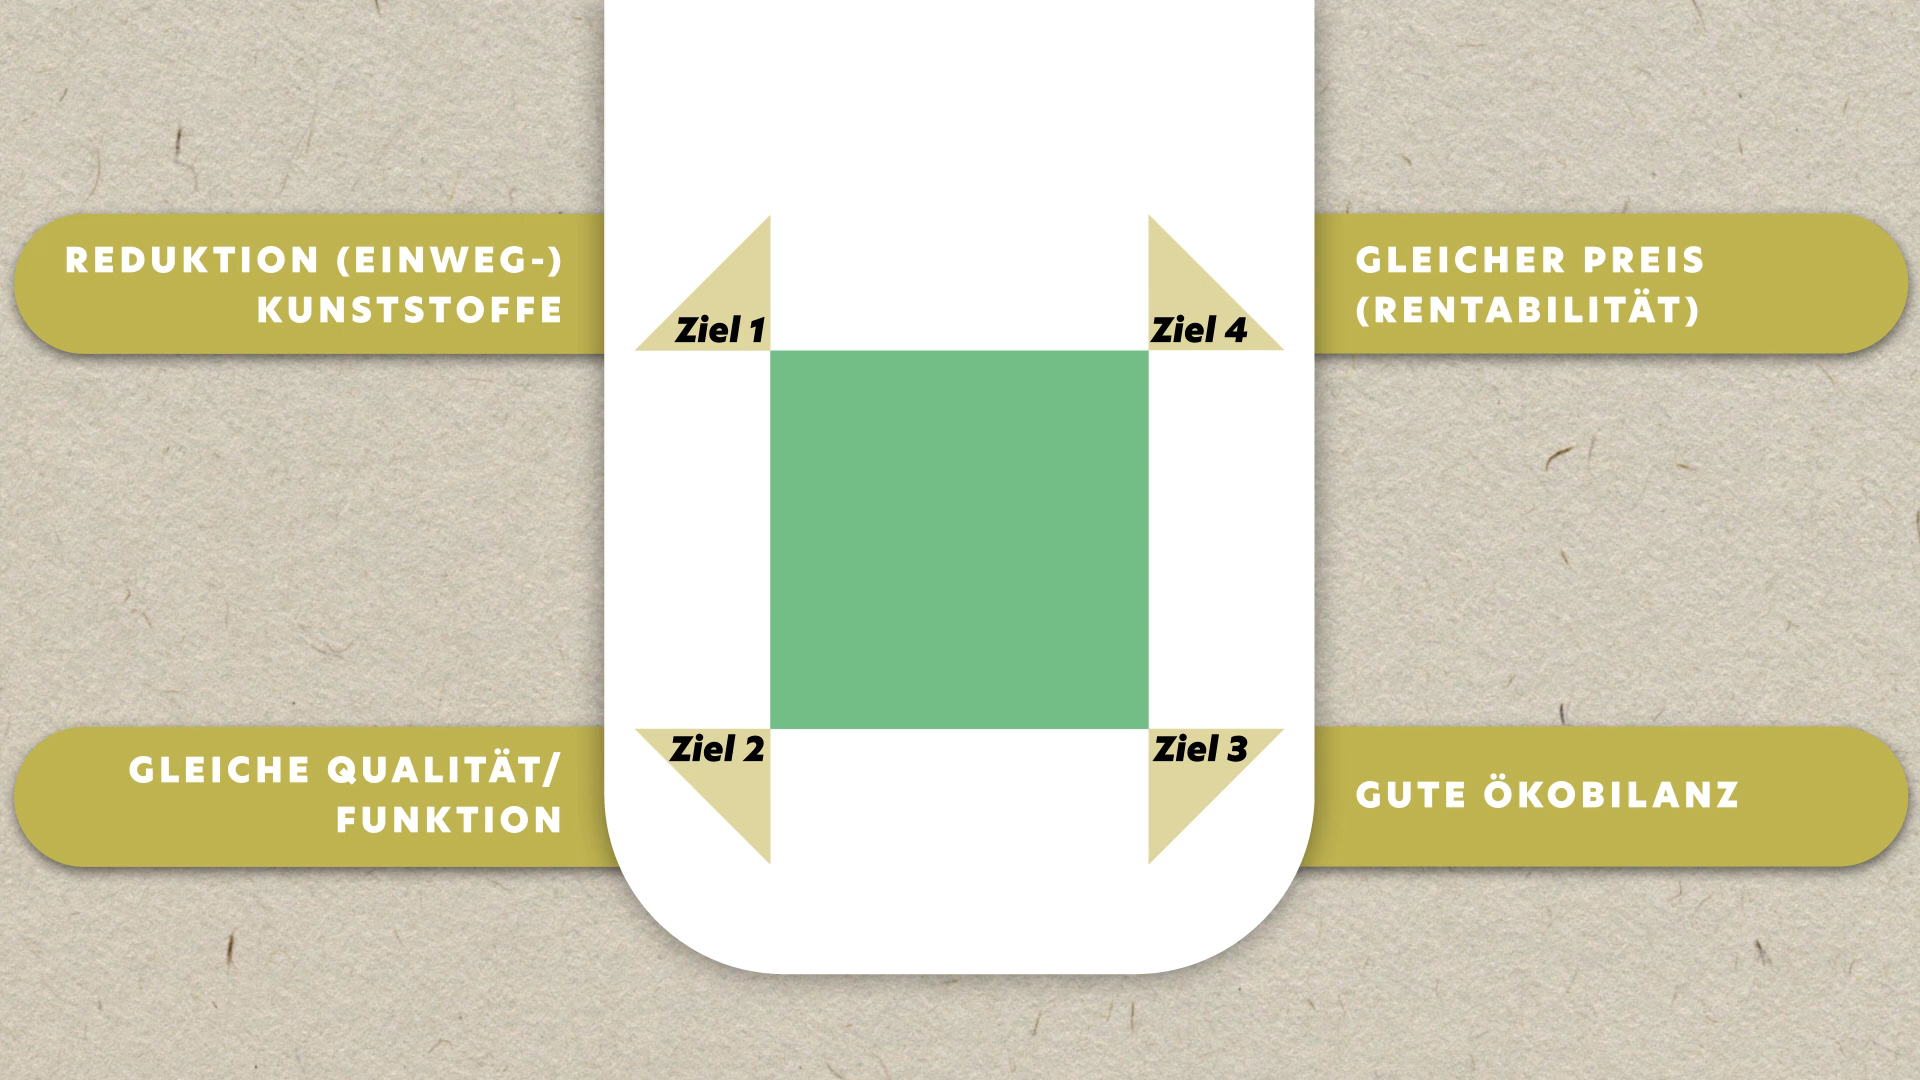 REDUKTION (EINWEG-)
KUNSTSTOFFE
Ziel 1
Ziel 4
GLEICHER PREIS
(RENTABILITÄT)
GLEICHE QUALITÄT/
FUNKTION
Ziel 2
Ziel 3
GUTE ÖKOBILANZ